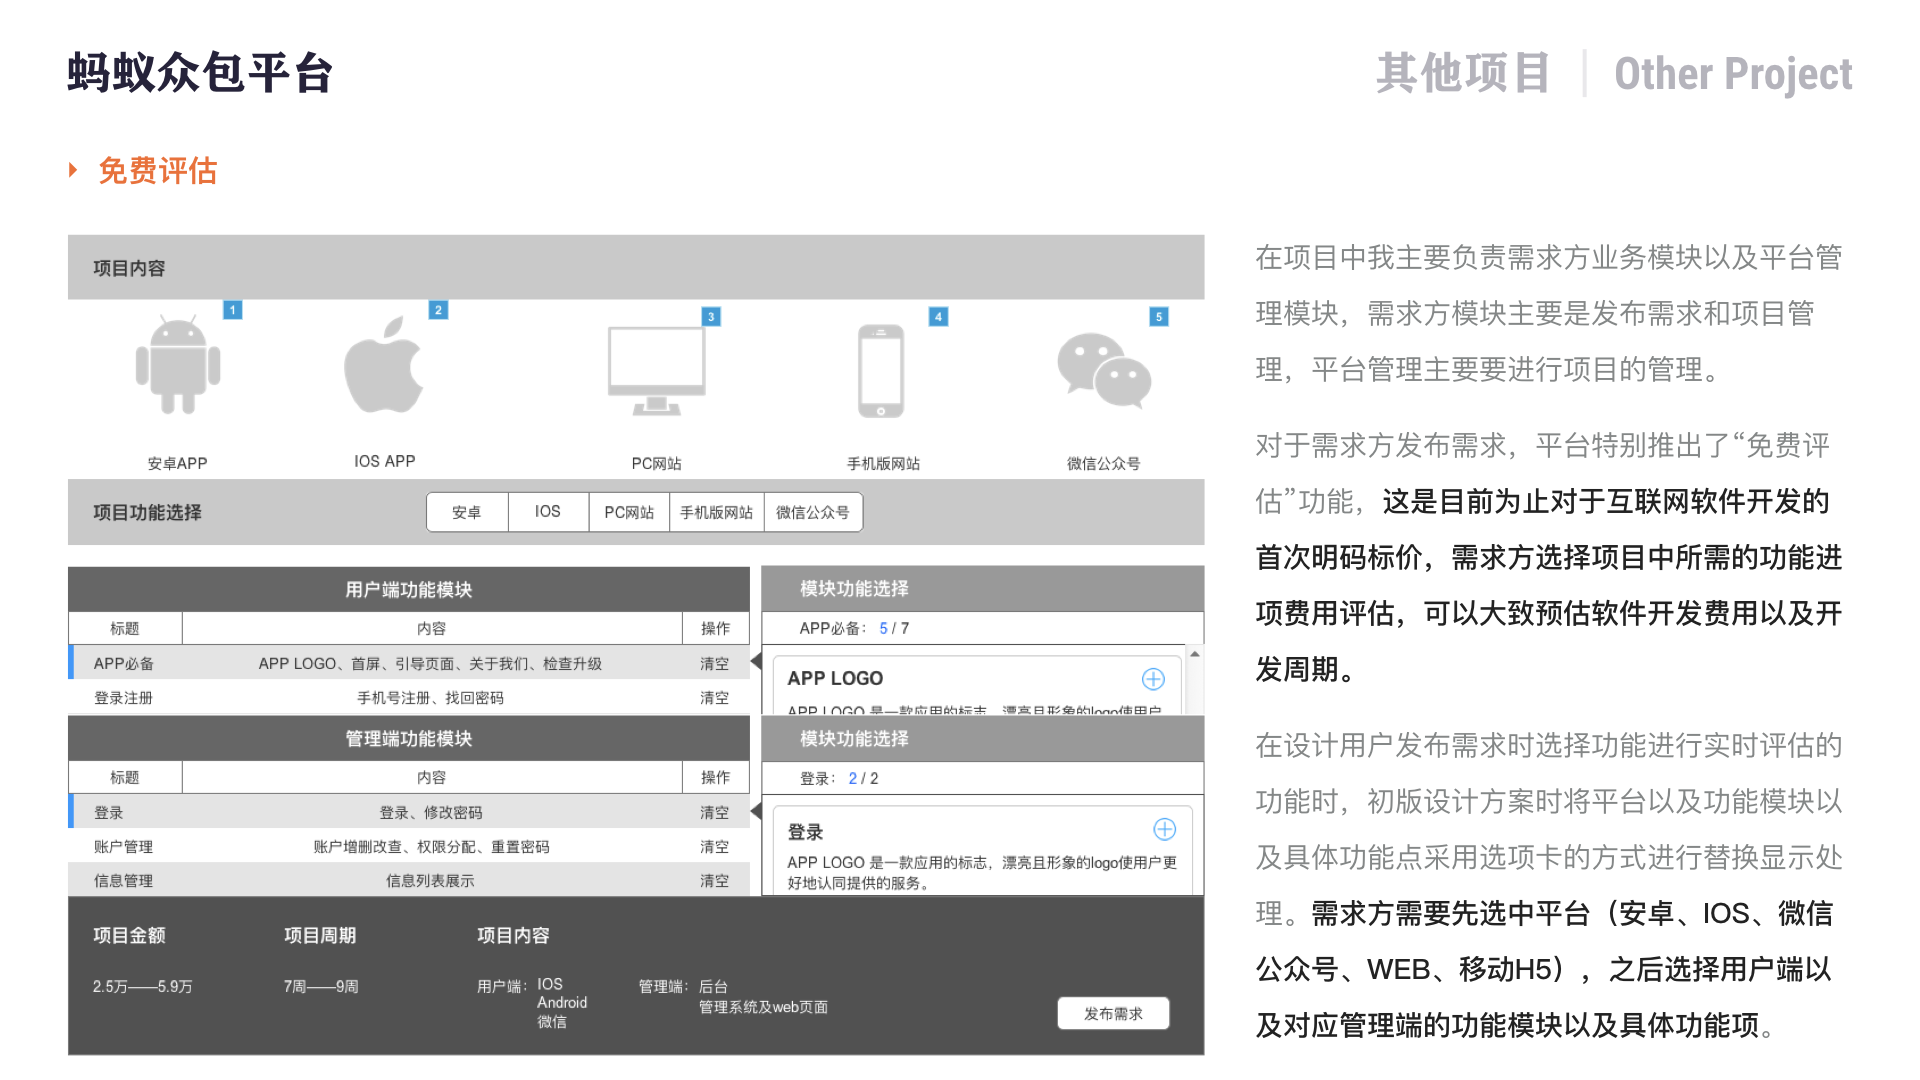 蚂蚁众包平台
其他项目 Other Project
免费评估
项目内容
1 2 3 4 5
安卓APP IOS APP PC网站 手机版网站 微信公众号
项目功能选择 安卓 IOS PC网站 手机版网站 微信公众号
用户端功能模块
标题 内容 操作
APP必备 APP LOGO、首屏、引导页面、关于我们、检查升级 清空
登录注册 手机号注册、找回密码 清空
模块功能选择
APP必备： 5 / 7
APP LOGO
APP LOGO 是一款应用的标志，漂亮且形象的logo使用户
管理端功能模块
标题 内容 操作
登录 登录、修改密码 清空
账户管理 账户增删改查、权限分配、重置密码 清空
信息管理 信息列表展示 清空
模块功能选择
登录： 2 / 2
登录
APP LOGO 是一款应用的标志，漂亮且形象的logo使用户更
好地认同提供的服务。
项目金额 项目周期 项目内容
2.5万——5.9万 7周——9周 用户端： IOS 管理端： 后台
Android 管理系统及web页面
微信
发布需求
在项目中我主要负责需求方业务模块以及平台管
理模块，需求方模块主要是发布需求和项目管
理，平台管理主要要进行项目的管理。
对于需求方发布需求，平台特别推出了“免费评
估”功能，这是目前为止对于互联网软件开发的
首次明码标价，需求方选择项目中所需的功能进
项费用评估，可以大致预估软件开发费用以及开
发周期。
在设计用户发布需求时选择功能进行实时评估的
功能时，初版设计方案时将平台以及功能模块以
及具体功能点采用选项卡的方式进行替换显示处
理。需求方需要先选中平台（安卓、IOS、微信
公众号、WEB、移动H5），之后选择用户端以
及对应管理端的功能模块以及具体功能项。